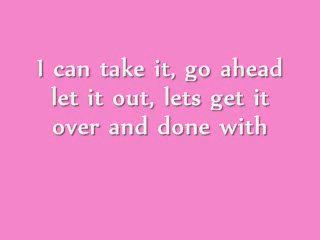 I can take it, go ahead
let it out, lets get it
over and done with